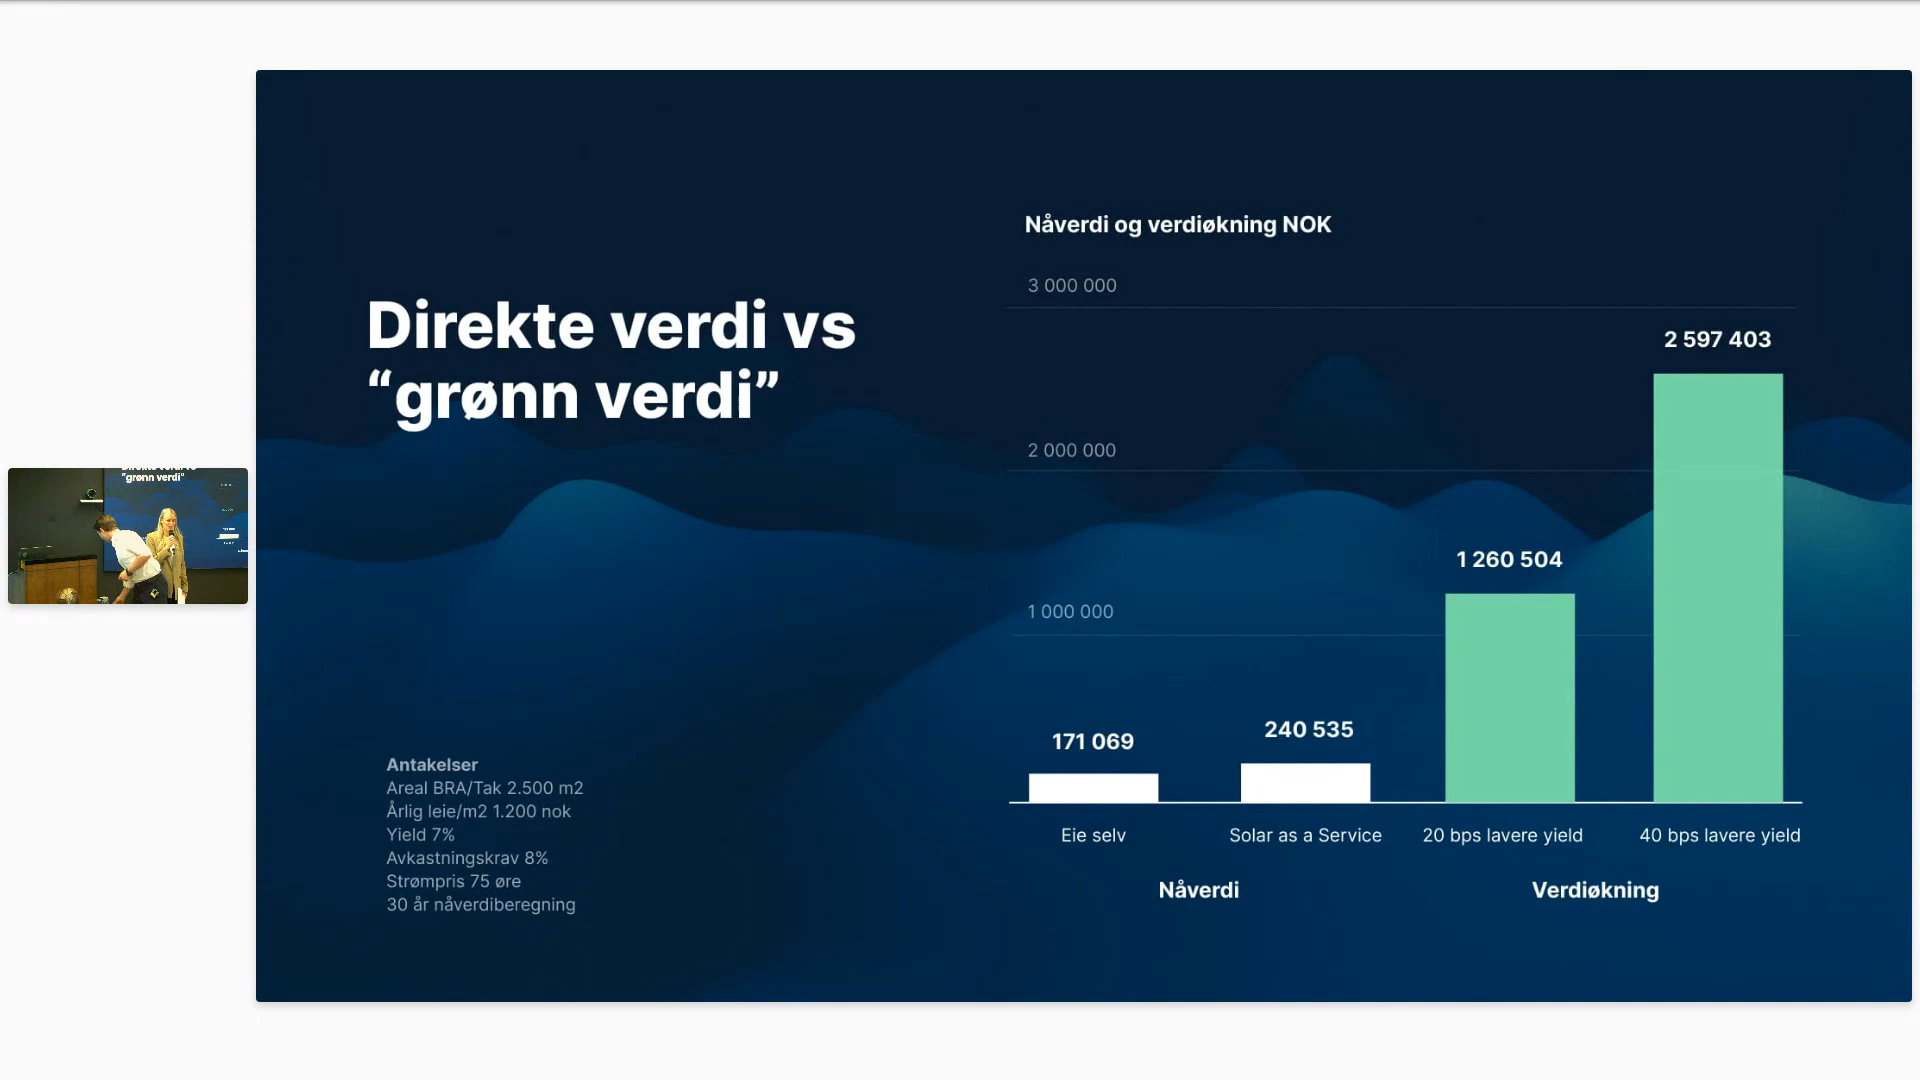 Direkte verdi vs
“grønn verdi”
Antakelser
Areal BRA/Tak 2.500 m2
Årlig leie/m2 1.200 nok
Yield 7%
Avkastningskrav 8%
Strømpris 75 øre
30 år nåverdiberegning
Nåverdi og verdiøkning NOK
3 000 000
2 000 000
1 000 000
171 069
240 535
1 260 504
2 597 403
Eie selv
Solar as a Service
20 bps lavere yield
40 bps lavere yield
Nåverdi
Verdiøkning
“grønn verdi”